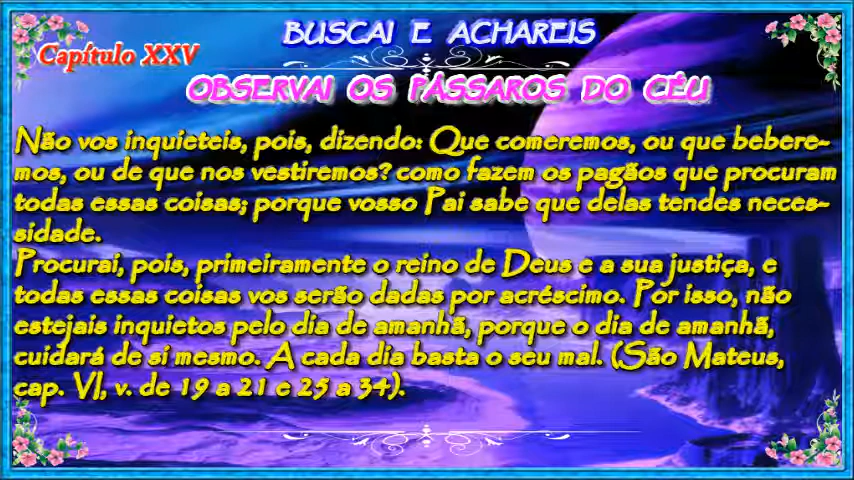 BUSCAI E ACHAREIS
Capítulo XXV
OBSERVAI OS PÁSSAROS DO CÉU
Não vos inquieteis, pois, dizendo: Que comeremos, ou que bebere-
mos, ou de que nos vestiremos? como fazem os pagãos que procuram
todas essas coisas; porque vosso Pai sabe que delas tendes neces-
sidade.
Procurai, pois, primeiramente o reino de Deus e a sua justiça, e
todas essas coisas vos serão dadas por acréscimo. Por isso, não
estejais inquietos pelo dia de amanhã, porque o dia de amanhã,
cuidará de sí mesmo. A cada dia basta o seu mal. (São Mateus,
cap. VI, v. de 19 a 21 e 25 a 34).